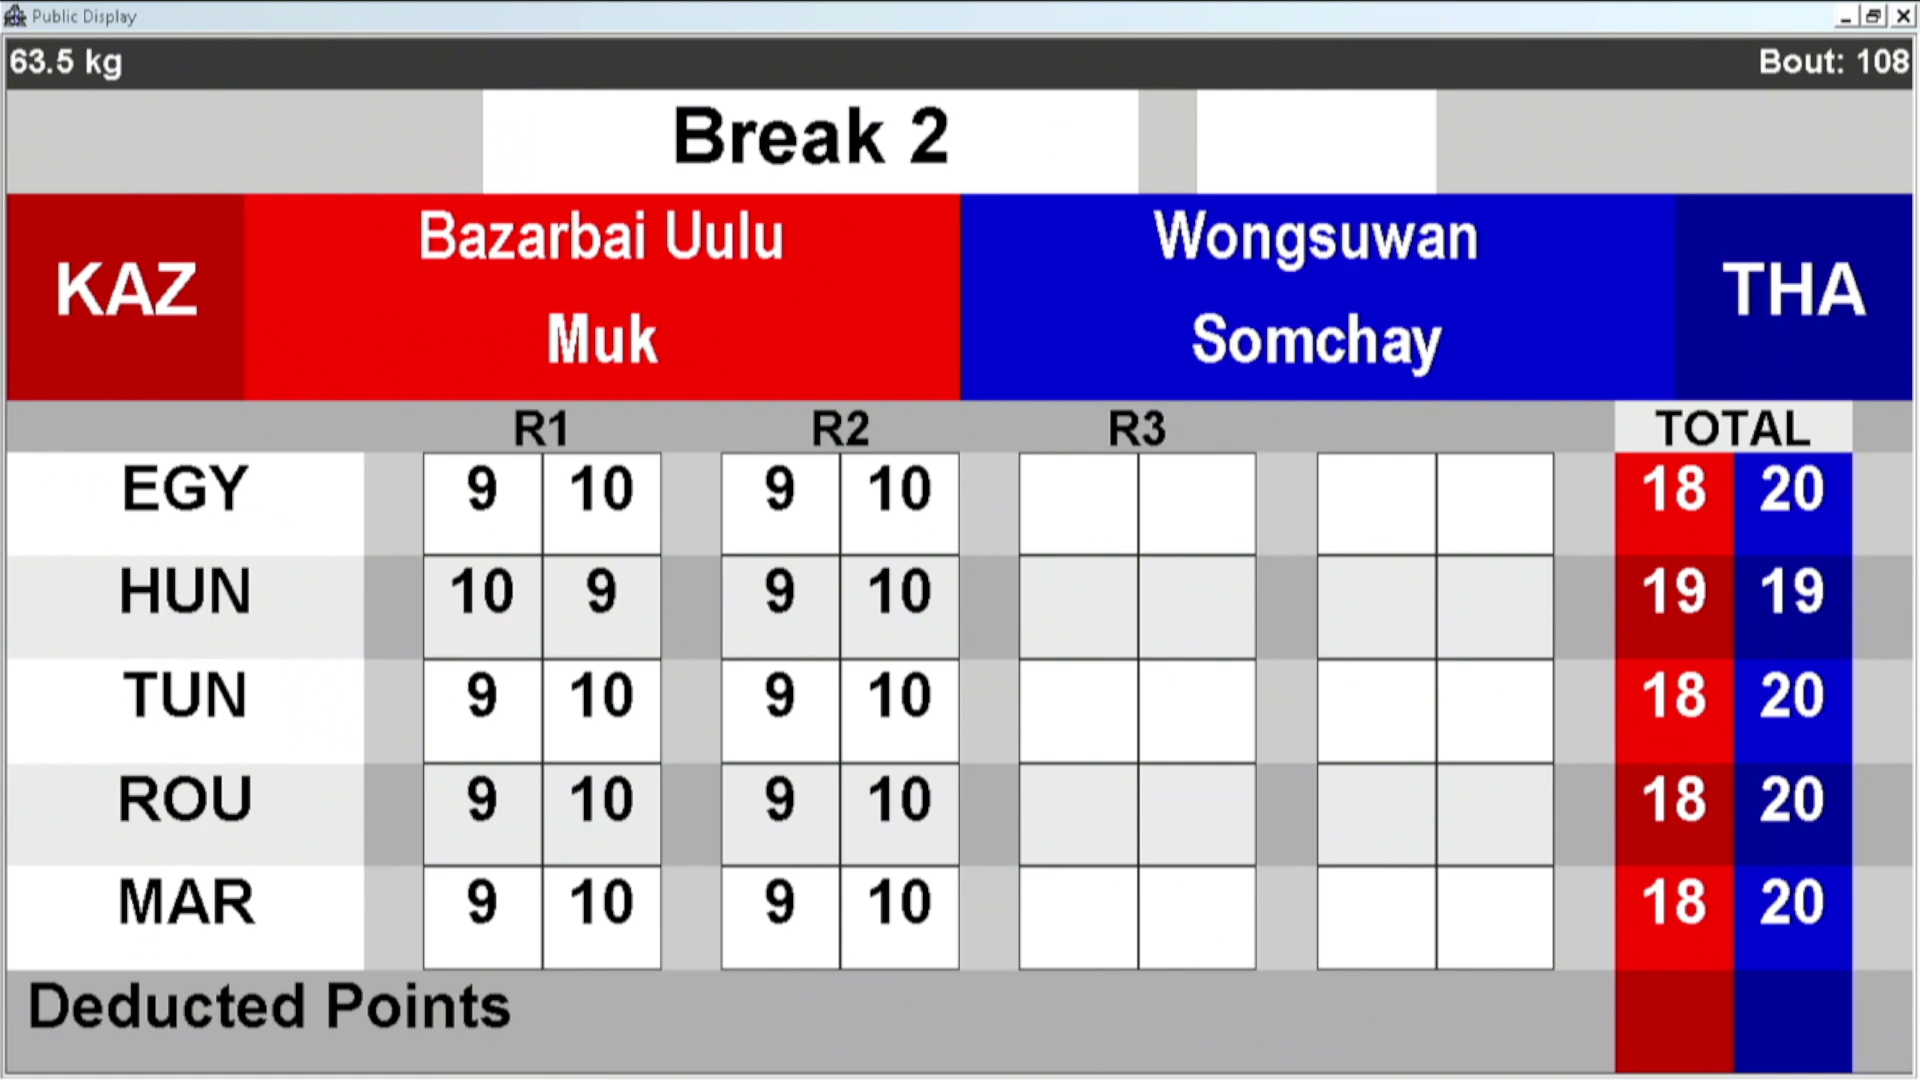 Public Display
63.5 kg Bout: 108
Break 2
KAZ Bazarbai Uulu Muk Wongsuwan Somchay THA
R1 R2 R3 TOTAL
EGY 9 10 9 10 18 20
HUN 10 9 9 10 19 19
TUN 9 10 9 10 18 20
ROU 9 10 9 10 18 20
MAR 9 10 9 10 18 20
Deducted Points